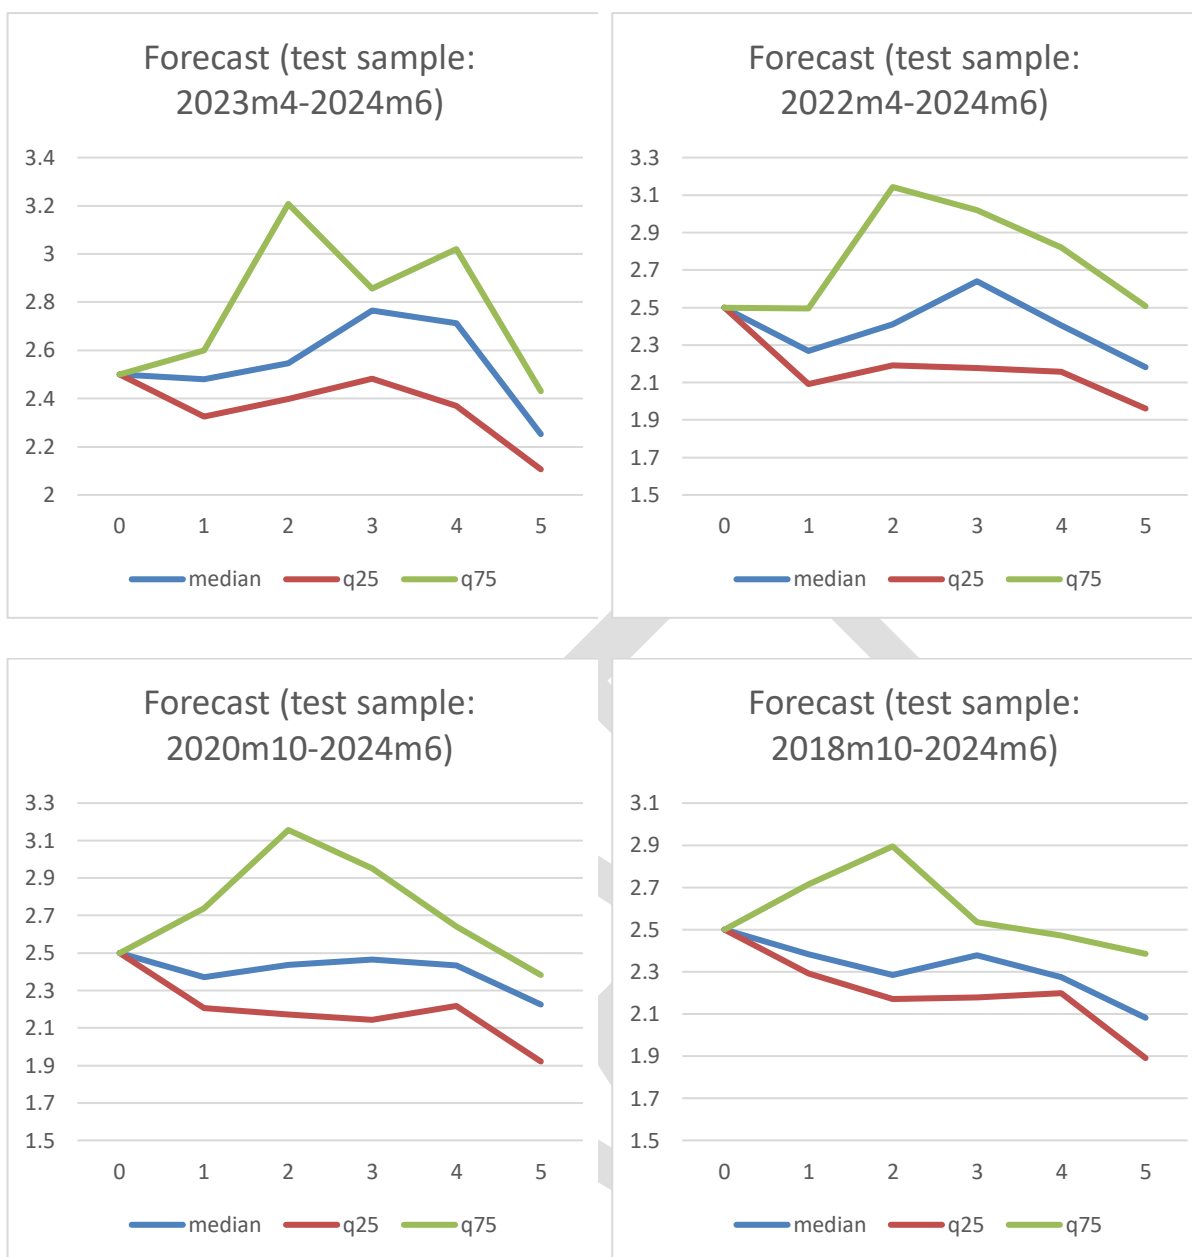 Forecast (test sample:
2023m4-2024m6)
3.4
3.2
3
2.8
2.6
2.4
2.2
2
0 1 2 3 4 5
median q25 q75
Forecast (test sample:
2022m4-2024m6)
3.3
3.1
2.9
2.7
2.5
2.3
2.1
1.9
1.7
1.5
0 1 2 3 4 5
median q25 q75
Forecast (test sample:
2020m10-2024m6)
3.3
3.1
2.9
2.7
2.5
2.3
2.1
1.9
1.7
1.5
0 1 2 3 4 5
median q25 q75
Forecast (test sample:
2018m10-2024m6)
3.1
2.9
2.7
2.5
2.3
2.1
1.9
1.7
1.5
0 1 2 3 4 5
median q25 q75